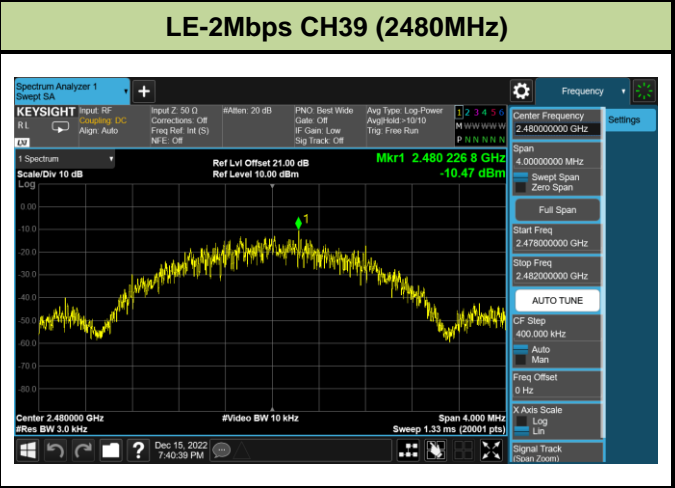 LE-2Mbps CH39 (2480MHz)
Spectrum Analyzer 1
Swept SA
+
Frequency
KEYSIGHT
RL
Input: RF
Coupling: DC
Align: Auto
Input Z: 50 Ω
Corrections: Off
Freq Ref: Int (S)
NFE: Off
#Atten: 20 dB
PNO: Best Wide
Gate: Off
IF Gain: Low
Sig Track: Off
Avg Type: Log-Power
Avg|Hold:>10/10
Trig: Free Run
1 2 3 4 5 6
M W W W W W
P N N N N N
LXI
1 Spectrum
Scale/Div 10 dB
Log
Ref Lvl Offset 21.00 dB
Ref Level 10.00 dBm
Mkr1 2.480 226 8 GHz
-10.47 dBm
1
0.00
-10.0
-20.0
-30.0
-40.0
-50.0
-60.0
-70.0
-80.0
Center 2.480000 GHz
#Res BW 3.0 kHz
#Video BW 10 kHz
Span 4.000 MHz
Sweep 1.33 ms (20001 pts)
Dec 15, 2022
7:40:39 PM
?
Center Frequency
2.480000000 GHz
Settings
Span
4.00000000 MHz
Swept Span
Zero Span
Full Span
Start Freq
2.478000000 GHz
Stop Freq
2.482000000 GHz
AUTO TUNE
CF Step
400.000 kHz
Auto
Man
Freq Offset
0 Hz
X Axis Scale
Log
Lin
Signal Track
(Span Zoom)